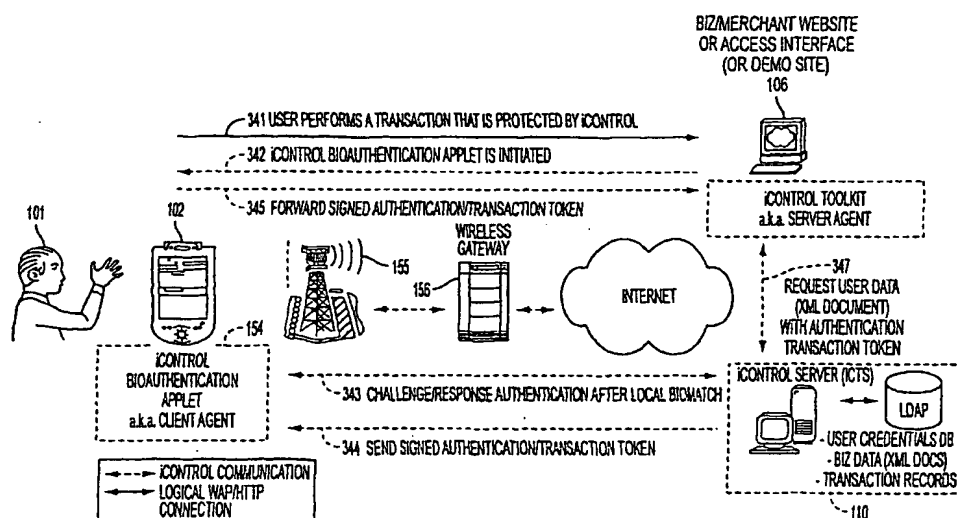 BIZ/MERCHANT WEBSITE
OR ACCESS INTERFACE
(OR DEMO SITE)
106
341 USER PERFORMS A TRANSACTION THAT IS PROTECTED BY iCONTROL
342 iCONTROL BIOAUTHENTICATION APPLET IS INITIATED
345 FORWARD SIGNED AUTHENTICATION/TRANSACTION TOKEN
iCONTROL TOOLKIT
a.k.a. SERVER AGENT
101
102
WIRELESS
GATEWAY
155
156
INTERNET
347
REQUEST USER DATA
(XML DOCUMENT)
WITH AUTHENTICATION
TRANSACTION TOKEN
154
iCONTROL
BIOAUTHENTICATION
APPLET
a.k.a. CLIENT AGENT
343 CHALLENGE/RESPONSE AUTHENTICATION AFTER LOCAL BIOMATCH
344 SEND SIGNED AUTHENTICATION/TRANSACTION TOKEN
iCONTROL SERVER (ICTS)
LDAP
- USER CREDENTIALS DB
- BIZ DATA (XML DOCS)
- TRANSACTION RECORDS
110
iCONTROL COMMUNICATION
LOGICAL WAP/HTTP
CONNECTION